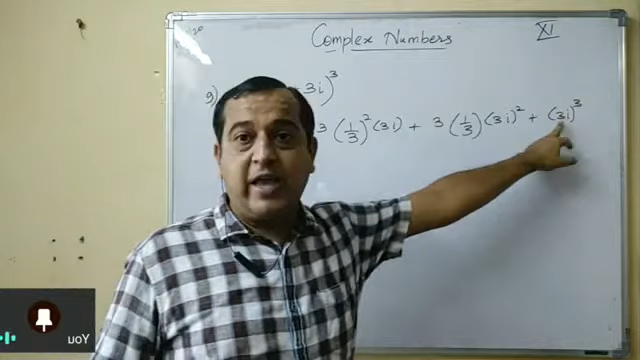 Complex Numbers
XI
9) + 3i)³
3 (1/3)² (3i) + 3 (1/3) (3i)² + (3i)³
You